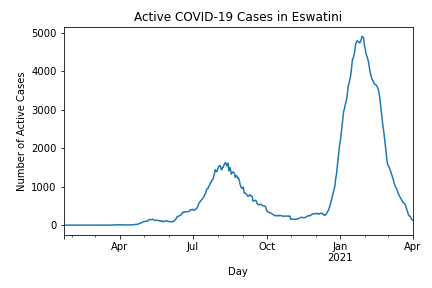 Active COVID-19 Cases in Eswatini
5000
4000
3000
2000
1000
0
Number of Active Cases
Apr
Jul
Oct
Jan
2021
Apr
Day